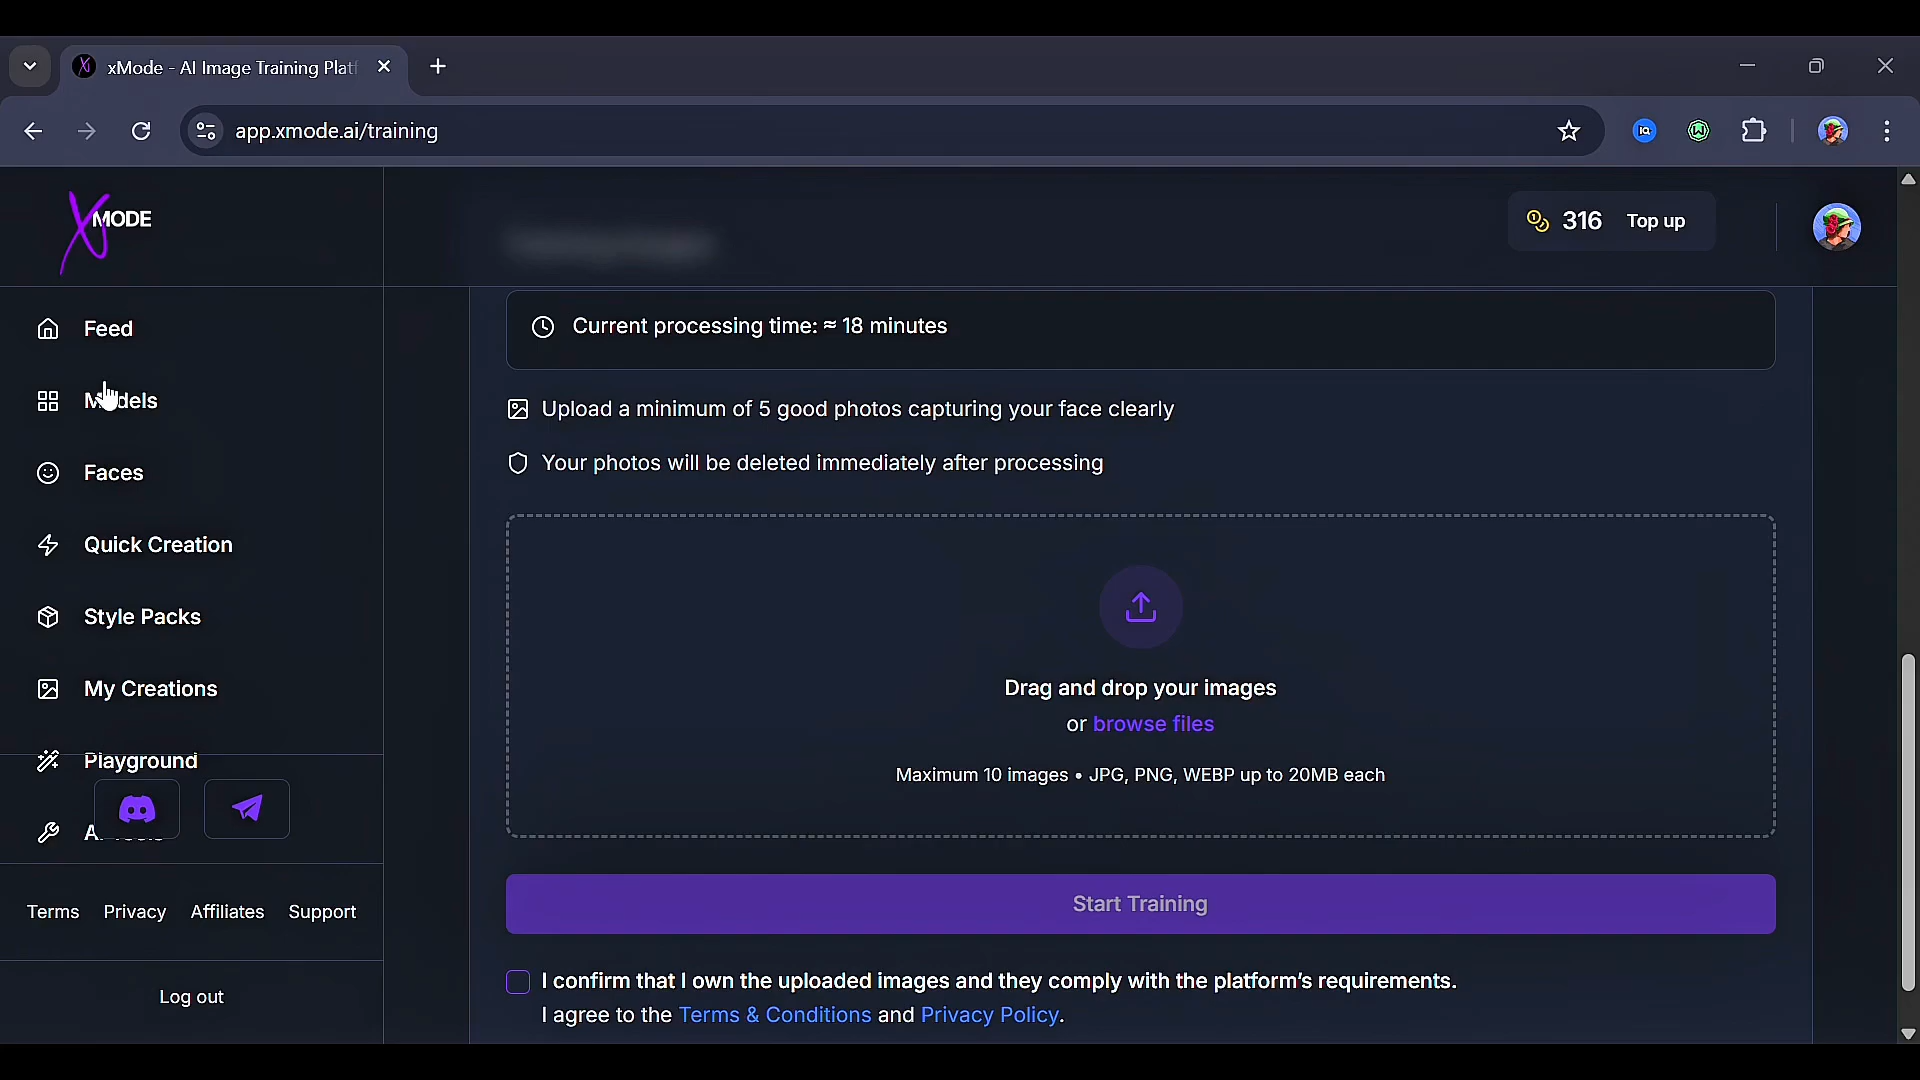 xMode - AI Image Training Plat
app.xmode.ai/training
MODE
316 Top up
Feed
Models
Faces
Quick Creation
Style Packs
My Creations
Playground
Terms Privacy Affiliates Support
Log out
Current processing time: ≈ 18 minutes
Upload a minimum of 5 good photos capturing your face clearly
Your photos will be deleted immediately after processing
Drag and drop your images
or browse files
Maximum 10 images • JPG, PNG, WEBP up to 20MB each
Start Training
I confirm that I own the uploaded images and they comply with the platform's requirements.
I agree to the Terms & Conditions and Privacy Policy.